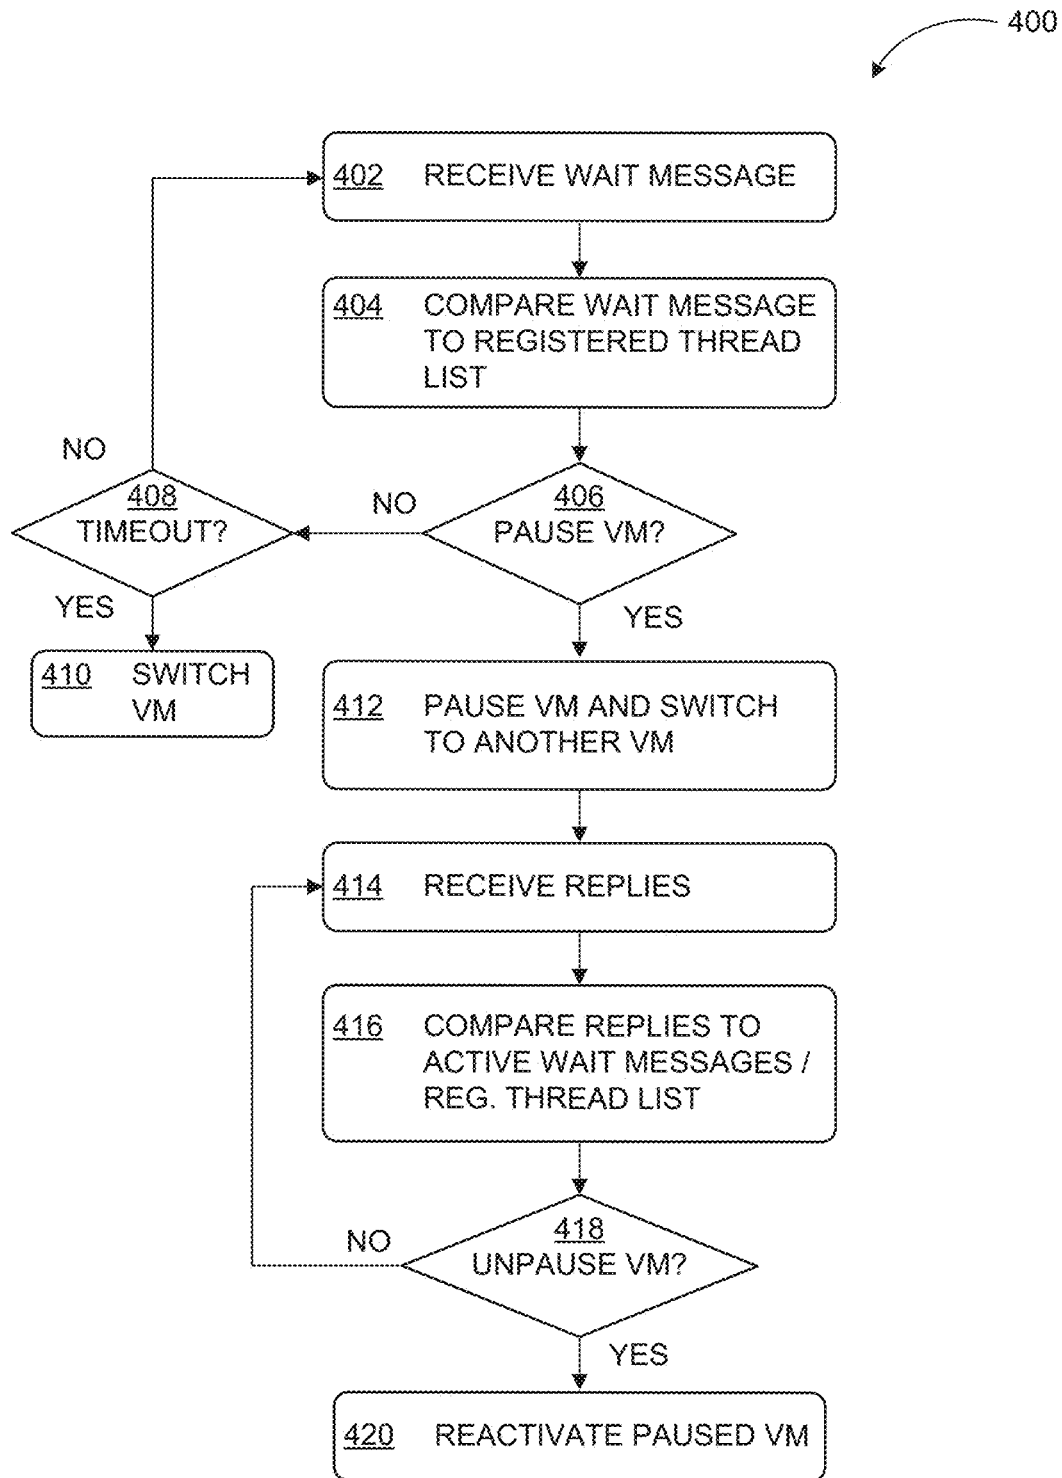 400
402 RECEIVE WAIT MESSAGE
404 COMPARE WAIT MESSAGE
TO REGISTERED THREAD
LIST
NO
408
TIMEOUT?
NO
406
PAUSE VM?
YES
YES
410 SWITCH
VM
412 PAUSE VM AND SWITCH
TO ANOTHER VM
414 RECEIVE REPLIES
416 COMPARE REPLIES TO
ACTIVE WAIT MESSAGES /
REG. THREAD LIST
NO
418
UNPAUSE VM?
YES
420 REACTIVATE PAUSED VM